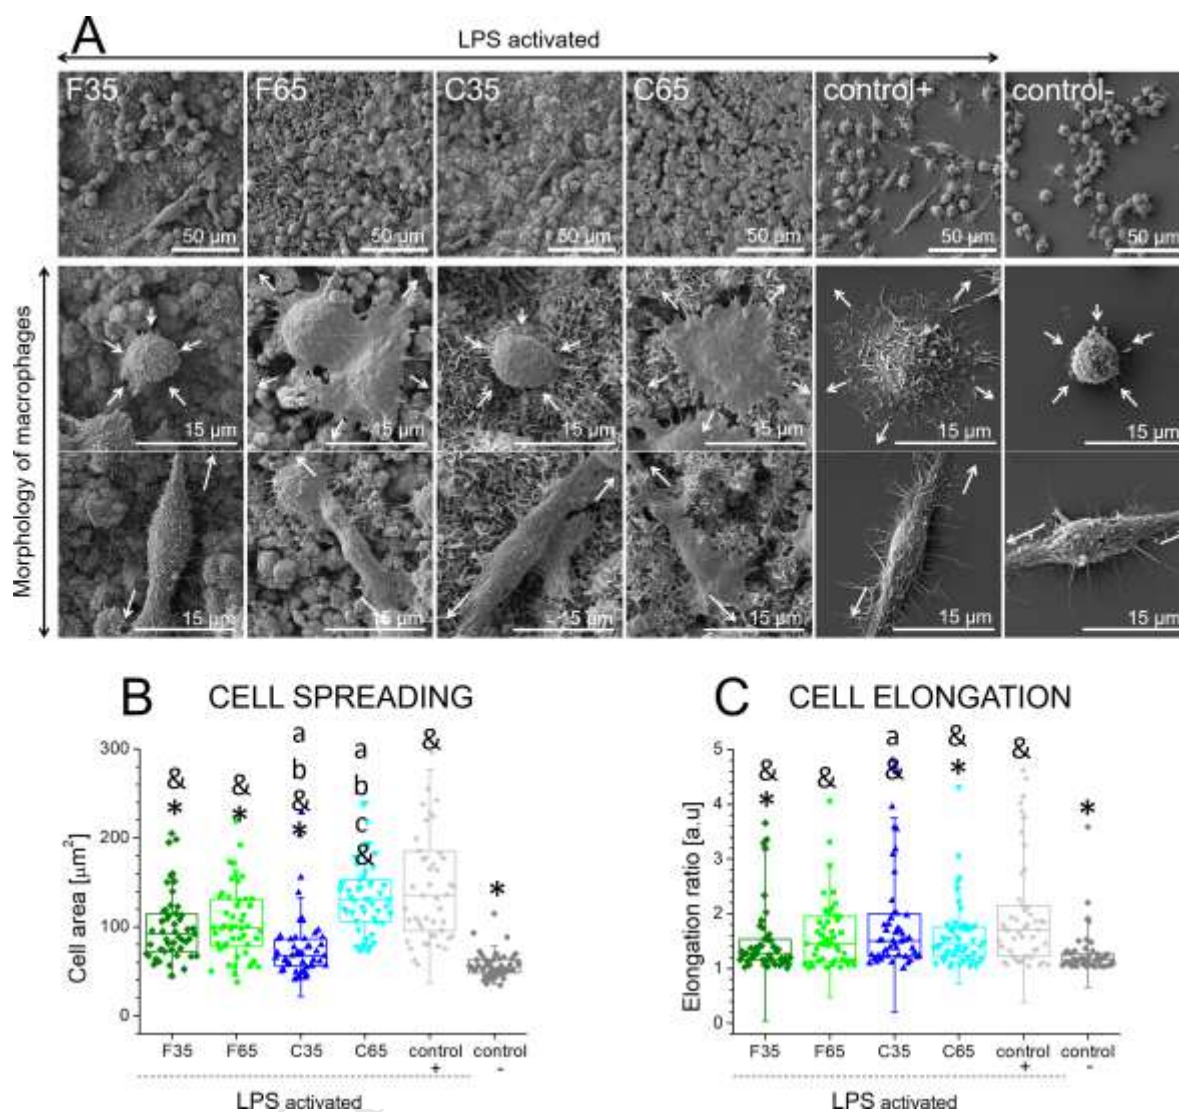 A
LPS activated
F35 F65 C35 C65 control+ control-
50 µm 50 µm 50 µm 50 µm 50 µm 50 µm
Morphology of macrophages
15 µm 15 µm 15 µm 15 µm 15 µm 15 µm
15 µm 15 µm 15 µm 15 µm 15 µm 15 µm
B CELL SPREADING
Cell area [µm²]
300
200
100
0
& *
& *
a b & *
a b c &
&
*
F35 F65 C35 C65 control + control -
LPS activated
C CELL ELONGATION
Elongation ratio [a.u]
5
4
3
2
1
0
& *
&
a &
& *
&
*
F35 F65 C35 C65 control + control -
LPS activated